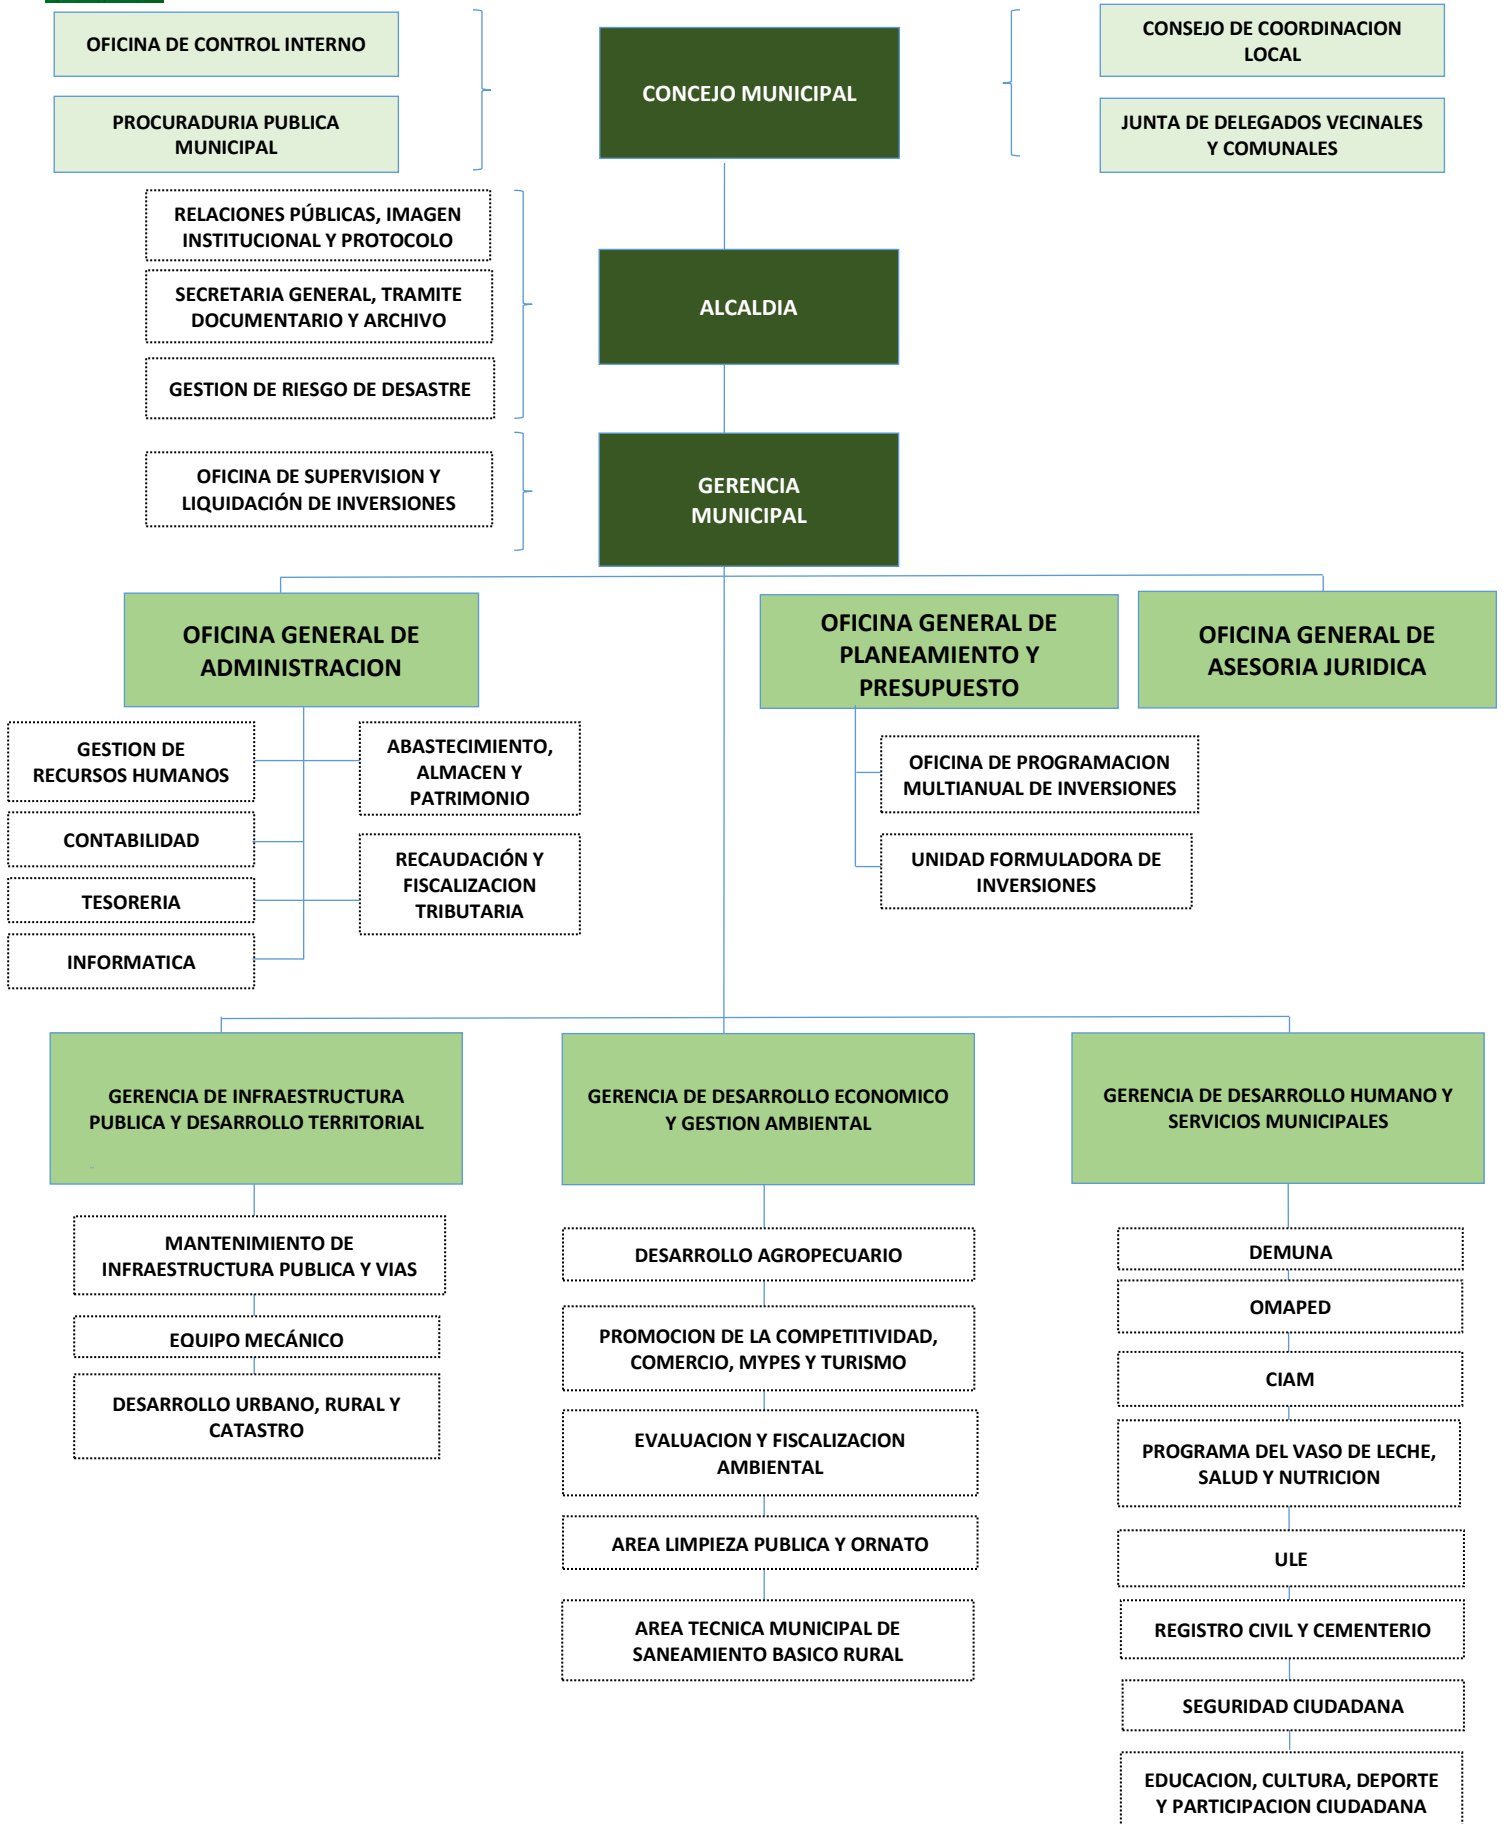 OFICINA DE CONTROL INTERNO
PROCURADURIA PUBLICA
MUNICIPAL
CONCEJO MUNICIPAL
CONSEJO DE COORDINACION
LOCAL
JUNTA DE DELEGADOS VECINALES
Y COMUNALES
RELACIONES PÚBLICAS, IMAGEN
INSTITUCIONAL Y PROTOCOLO
SECRETARIA GENERAL, TRAMITE
DOCUMENTARIO Y ARCHIVO
GESTION DE RIESGO DE DESASTRE
ALCALDIA
OFICINA DE SUPERVISION Y
LIQUIDACIÓN DE INVERSIONES
GERENCIA
MUNICIPAL
OFICINA GENERAL DE
ADMINISTRACION
OFICINA GENERAL DE
PLANEAMIENTO Y
PRESUPUESTO
OFICINA GENERAL DE
ASESORIA JURIDICA
GESTION DE
RECURSOS HUMANOS
CONTABILIDAD
TESORERIA
INFORMATICA
ABASTECIMIENTO,
ALMACEN Y
PATRIMONIO
RECAUDACIÓN Y
FISCALIZACION
TRIBUTARIA
OFICINA DE PROGRAMACION
MULTIANUAL DE INVERSIONES
UNIDAD FORMULADORA DE
INVERSIONES
GERENCIA DE INFRAESTRUCTURA
PUBLICA Y DESARROLLO TERRITORIAL
MANTENIMIENTO DE
INFRAESTRUCTURA PUBLICA Y VIAS
EQUIPO MECÁNICO
DESARROLLO URBANO, RURAL Y
CATASTRO
GERENCIA DE DESARROLLO ECONOMICO
Y GESTION AMBIENTAL
DESARROLLO AGROPECUARIO
PROMOCION DE LA COMPETITIVIDAD,
COMERCIO, MYPES Y TURISMO
EVALUACION Y FISCALIZACION
AMBIENTAL
AREA LIMPIEZA PUBLICA Y ORNATO
AREA TECNICA MUNICIPAL DE
SANEAMIENTO BASICO RURAL
GERENCIA DE DESARROLLO HUMANO Y
SERVICIOS MUNICIPALES
DEMUNA
OMAPED
CIAM
PROGRAMA DEL VASO DE LECHE,
SALUD Y NUTRICION
ULE
REGISTRO CIVIL Y CEMENTERIO
SEGURIDAD CIUDADANA
EDUCACION, CULTURA, DEPORTE
Y PARTICIPACION CIUDADANA